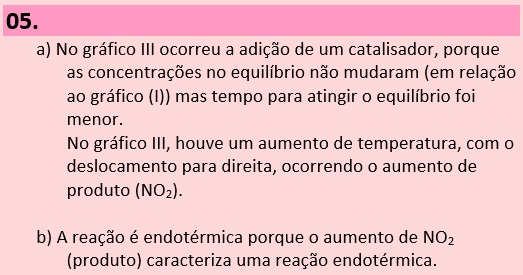 05.
a) No gráfico III ocorreu a adição de um catalisador, porque
as concentrações no equilíbrio não mudaram (em relação
ao gráfico (I)) mas tempo para atingir o equilíbrio foi
menor.
No gráfico III, houve um aumento de temperatura, com o
deslocamento para direita, ocorrendo o aumento de
produto (NO₂).
b) A reação é endotérmica porque o aumento de NO₂
(produto) caracteriza uma reação endotérmica.